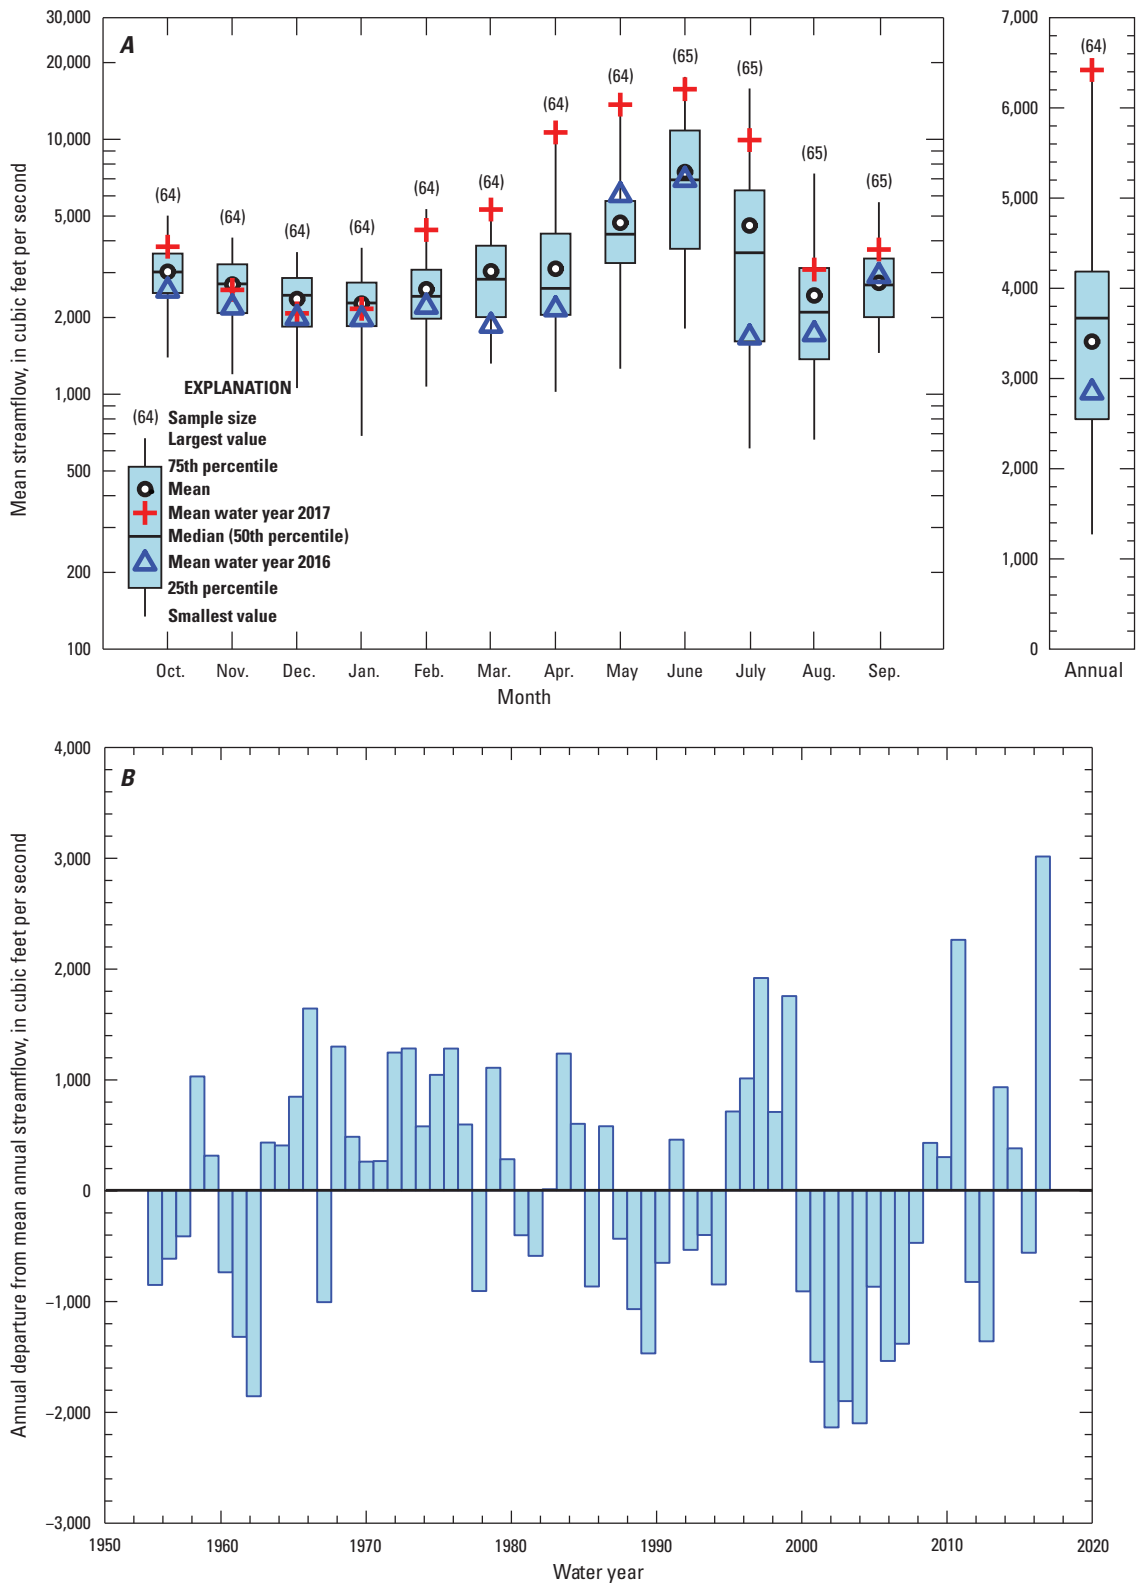 A
Mean streamflow, in cubic feet per second
30,000
20,000
10,000
5,000
2,000
1,000
500
200
100
(64)
(64)
(64)
(64)
(64)
(64)
(64)
(64)
(65)
(65)
(65)
(65)
EXPLANATION
(64) Sample size
Largest value
75th percentile
Mean
Mean water year 2017
Median (50th percentile)
Mean water year 2016
25th percentile
Smallest value
Oct. Nov. Dec. Jan. Feb. Mar. Apr. May June July Aug. Sep.
Month
7,000
6,000
5,000
4,000
3,000
2,000
1,000
0
(64)
Annual
B
Annual departure from mean annual streamflow, in cubic feet per second
4,000
3,000
2,000
1,000
0
–1,000
–2,000
–3,000
1950 1960 1970 1980 1990 2000 2010 2020
Water year